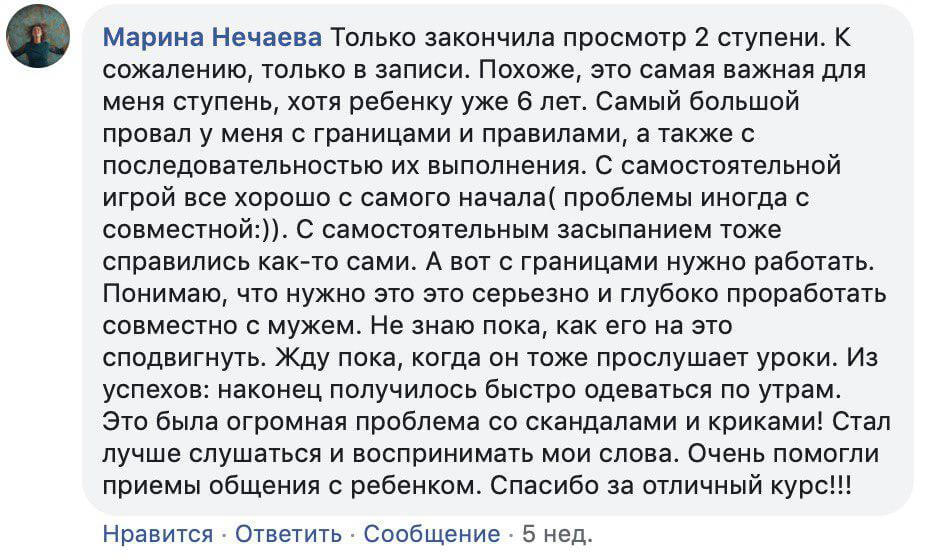 Марина Нечаева Только закончила просмотр 2 ступени. К
сожалению, только в записи. Похоже, это самая важная для
меня ступень, хотя ребенку уже 6 лет. Самый большой
провал у меня с границами и правилами, а также с
последовательностью их выполнения. С самостоятельной
игрой все хорошо с самого начала( проблемы иногда с
совместной:)). С самостоятельным засыпанием тоже
справились как-то сами. А вот с границами нужно работать.
Понимаю, что нужно это это серьезно и глубоко проработать
совместно с мужем. Не знаю пока, как его на это
сподвигнуть. Жду пока, когда он тоже прослушает уроки. Из
успехов: наконец получилось быстро одеваться по утрам.
Это была огромная проблема со скандалами и криками! Стал
лучше слушаться и воспринимать мои слова. Очень помогли
приемы общения с ребенком. Спасибо за отличный курс!!!
Нравится · Ответить · Сообщение · 5 нед.